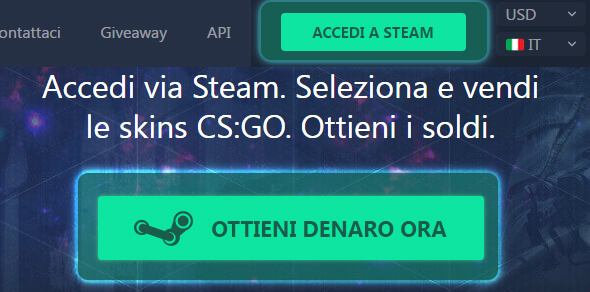 ontattaci
Giveaway
API
ACCEDI A STEAM
USD
IT
Accedi via Steam. Seleziona e vendi
le skins CS:GO. Ottieni i soldi.
OTTIENI DENARO ORA